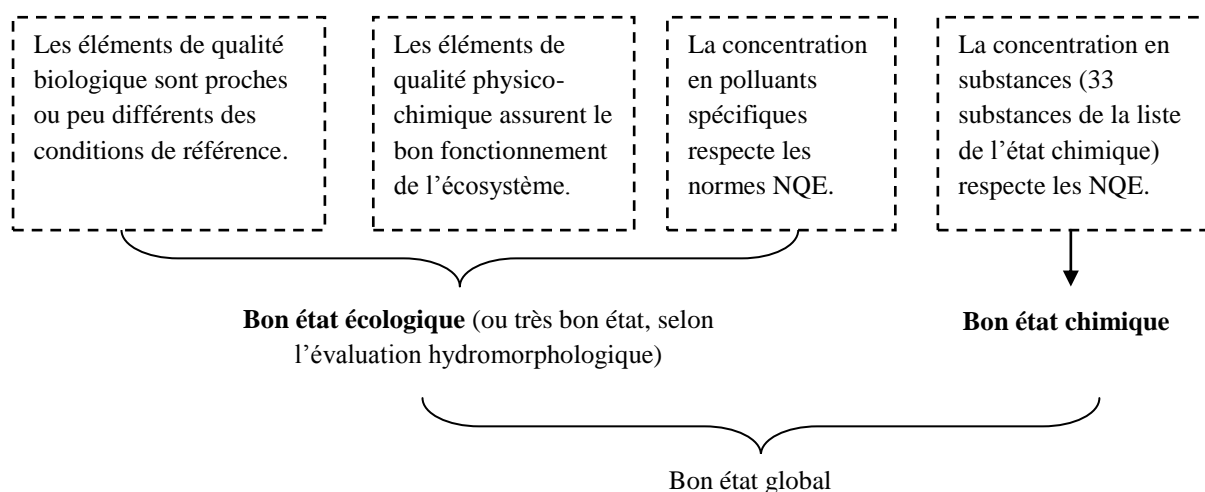 Les éléments de qualité
biologique sont proches
ou peu différents des
conditions de référence.
Les éléments de
qualité physico-
chimique assurent le
bon fonctionnement
de l’écosystème.
La concentration
en polluants
spécifiques
respecte les
normes NQE.
La concentration en
substances (33
substances de la liste
de l’état chimique)
respecte les NQE.
Bon état écologique (ou très bon état, selon
l’évaluation hydromorphologique)
Bon état chimique
Bon état global